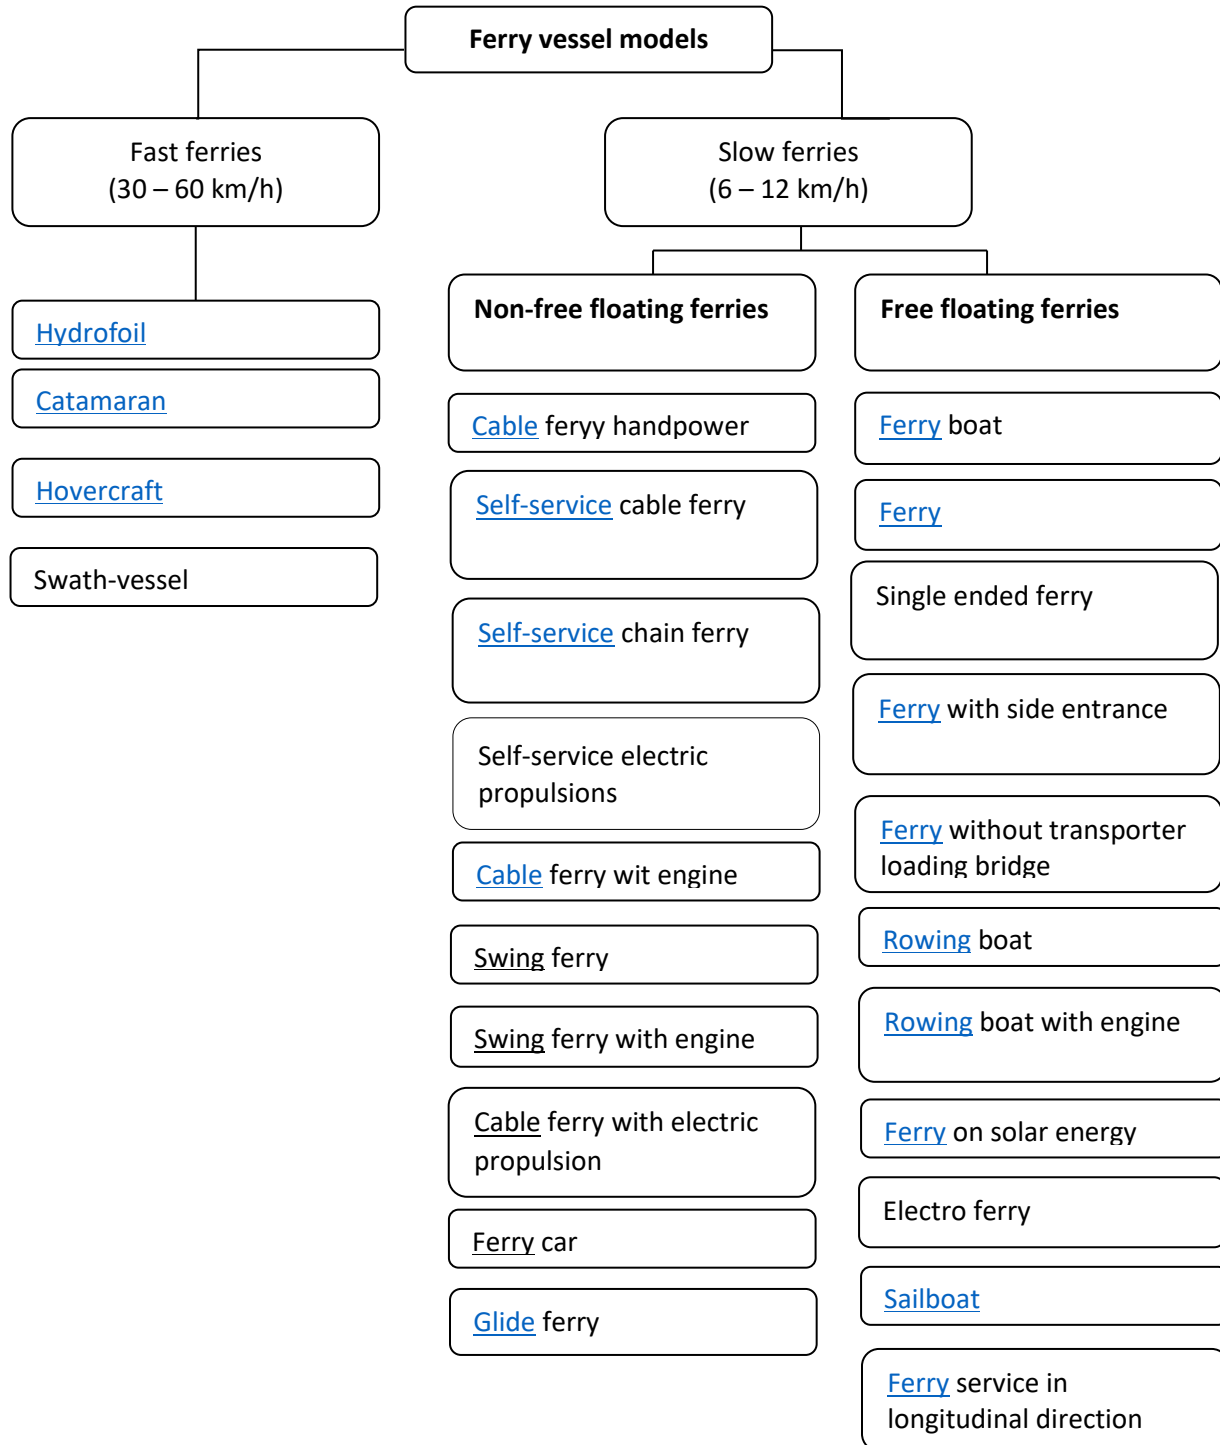 Ferry vessel models
Fast ferries
(30 – 60 km/h)
Slow ferries
(6 – 12 km/h)
Hydrofoil
Catamaran
Hovercraft
Swath-vessel
Non-free floating ferries
Cable feryy handpower
Self-service cable ferry
Self-service chain ferry
Self-service electric
propulsions
Cable ferry wit engine
Swing ferry
Swing ferry with engine
Cable ferry with electric
propulsion
Ferry car
Glide ferry
Free floating ferries
Ferry boat
Ferry
Single ended ferry
Ferry with side entrance
Ferry without transporter
loading bridge
Rowing boat
Rowing boat with engine
Ferry on solar energy
Electro ferry
Sailboat
Ferry service in
longitudinal direction